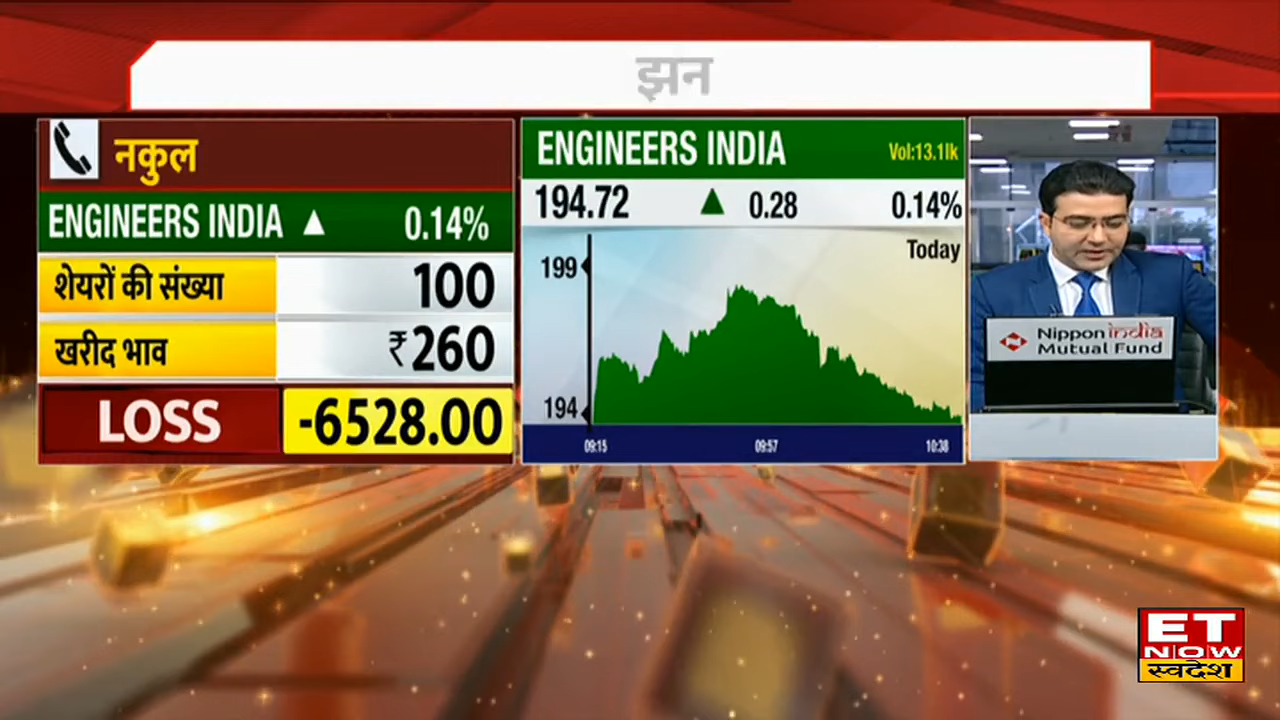 झन
नकुल
ENGINEERS INDIA ▲ 0.14%
शेयरों की संख्या 100
खरीद भाव ₹260
LOSS -6528.00
ENGINEERS INDIA Vol:13.1lk
194.72 ▲ 0.28 0.14%
Today
199
194
09:15 09:57 10:38
Nippon india
Mutual Fund
ET
NOW
स्वदेश